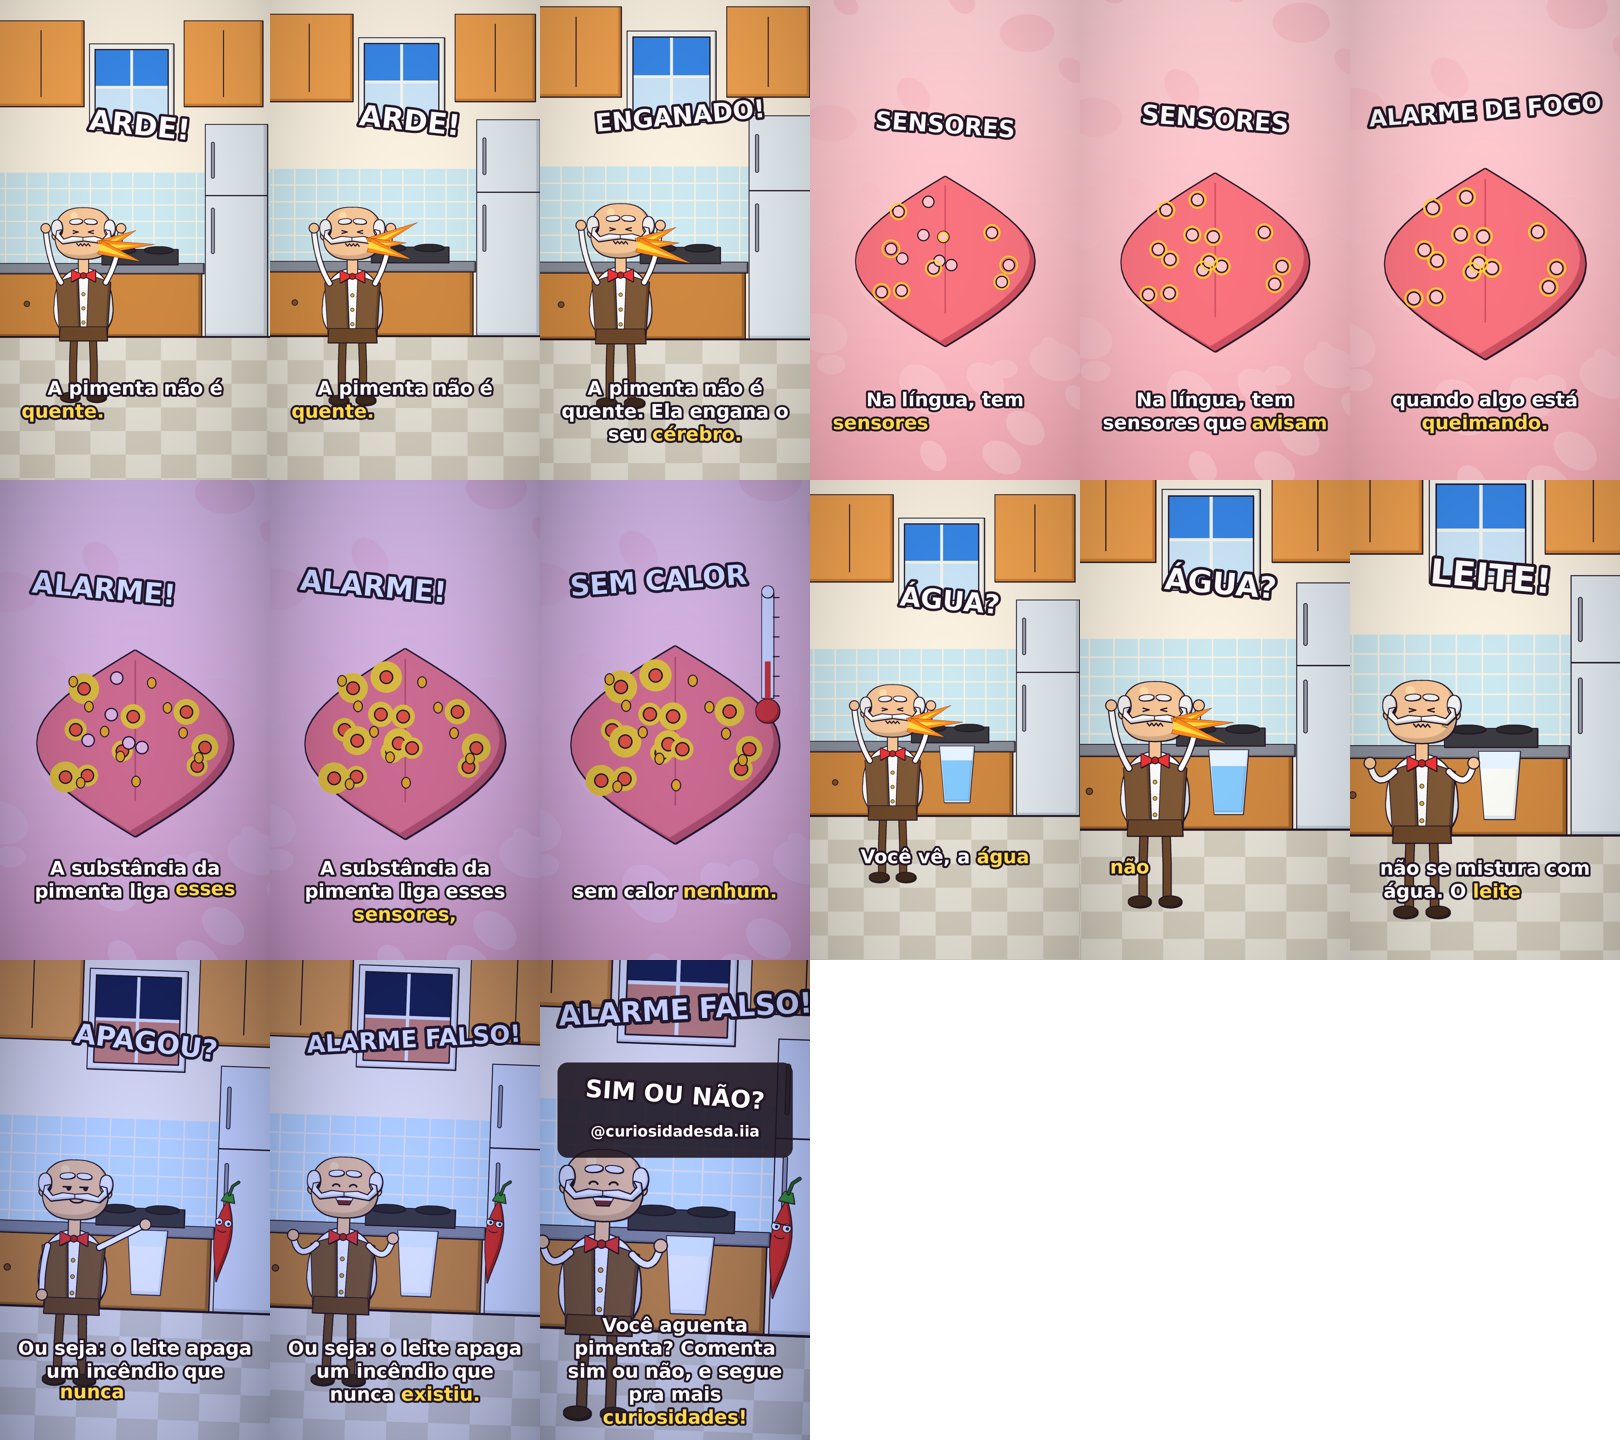 ARDE!
A pimenta não é
quente.
ARDE!
A pimenta não é
quente.
ENGANADO!
A pimenta não é
quente. Ela engana o
seu cérebro.
SENSORES
Na língua, tem
sensores
SENSORES
Na língua, tem
sensores que avisam
ALARME DE FOGO
quando algo está
queimando.
ALARME!
A substância da
pimenta liga esses
ALARME!
A substância da
pimenta liga esses
sensores,
SEM CALOR
sem calor nenhum.
ÁGUA?
Você vê, a água
ÁGUA?
não
LEITE!
não se mistura com
água. O leite
APAGOU?
Ou seja: o leite apaga
um incêndio que
nunca
ALARME FALSO!
Ou seja: o leite apaga
um incêndio que
nunca existiu.
ALARME FALSO!
SIM OU NÃO?
@curiosidadesda.iia
Você aguenta
pimenta? Comenta
sim ou não, e segue
pra mais
curiosidades!